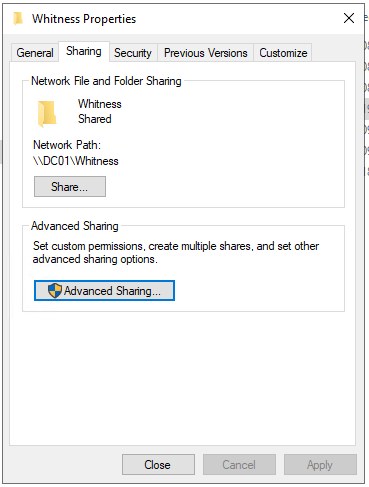 Whitness Properties
General Sharing Security Previous Versions Customize
Network File and Folder Sharing
Whitness
Shared
Network Path:
\\DC01\Whitness
Share...
Advanced Sharing
Set custom permissions, create multiple shares, and set other
advanced sharing options.
Advanced Sharing...
Close Cancel Apply